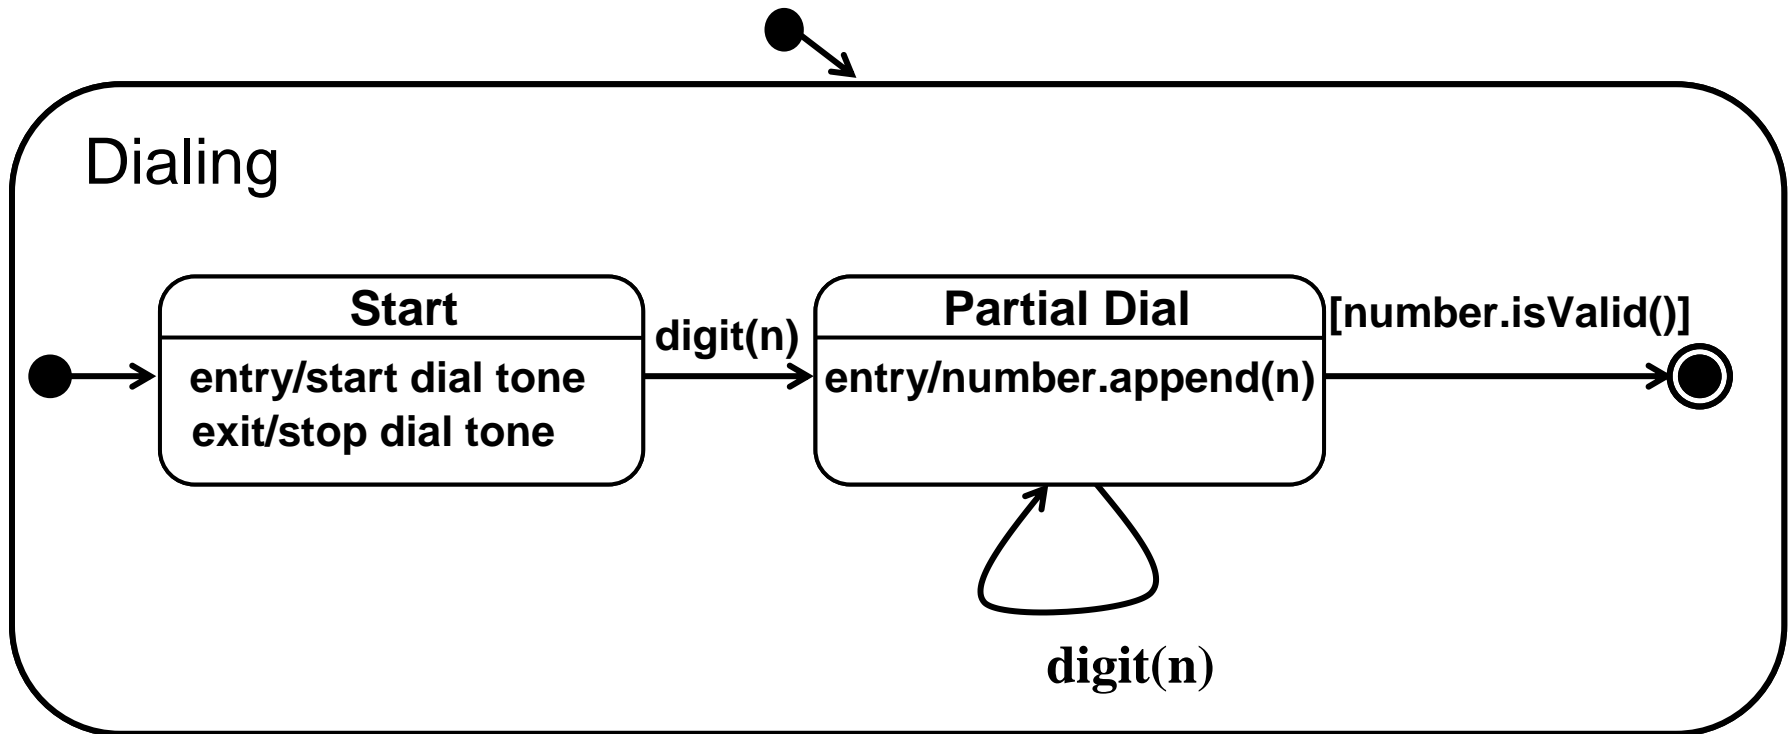 Dialing
Start
entry/start dial tone
exit/stop dial tone
digit(n)
Partial Dial
entry/number.append(n)
[number.isValid()]
digit(n)